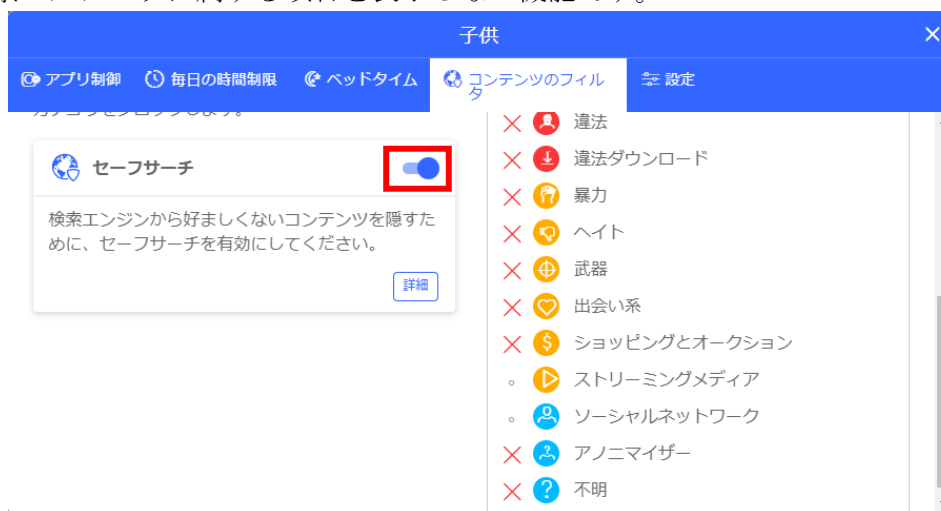 子供
アプリ制御
毎日の時間制限
ベッドタイム
コンテンツのフィル
タ
設定
セーフサーチ
検索エンジンから好ましくないコンテンツを隠すた
めに、セーフサーチを有効にしてください。
詳細
違法
違法ダウンロード
暴力
ヘイト
武器
出会い系
ショッピングとオークション
ストリーミングメディア
ソーシャルネットワーク
アノニマイザー
不明